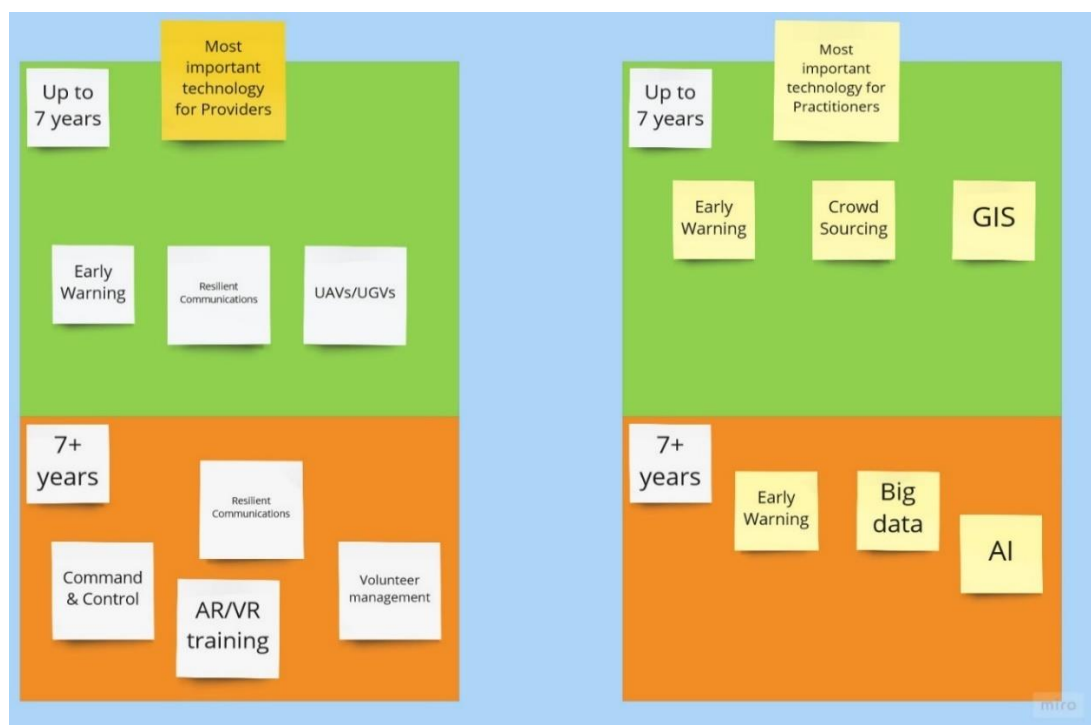 Most
important
technology
for Providers
Up to
7 years
Early
Warning
Resilient
Communications
UAVs/UGVs
7+
years
Resilient
Communications
Command
& Control
AR/VR
training
Volunteer
management
Most
important
technology for
Practitioners
Up to
7 years
Early
Warning
Crowd
Sourcing
GIS
7+
years
Early
Warning
Big
data
AI
miro